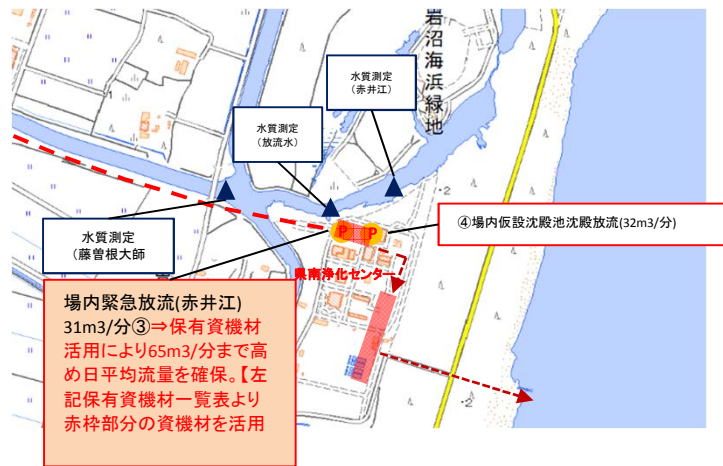 岩沼海浜緑地
水質測定
(赤井江)
水質測定
(放流水)
水質測定
(藤曽根大師
P P
④場内仮設沈殿池沈殿放流(32m3/分)
県南浄化センター
場内緊急放流(赤井江)
31m3/分③⇒保有資機材
活用により65m3/分まで高
め日平均流量を確保。【左
記保有資機材一覧表より
赤枠部分の資機材を活用
・2
・2